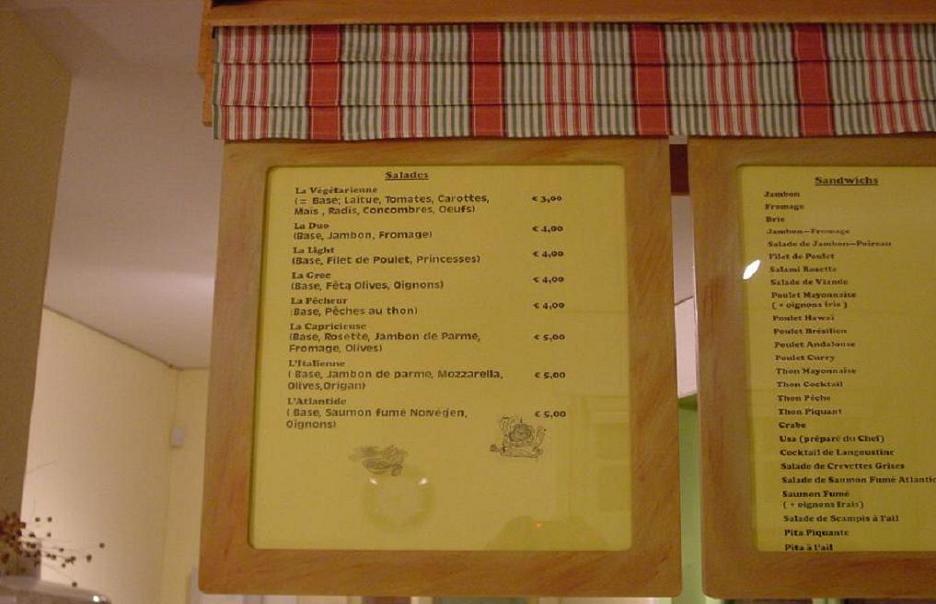 Salades
La Végétarienne
(= Base; Laitue, Tomates, Carottes, € 3,00
Maïs , Radis, Concombres, Oeufs)
La Duo
(Base, Jambon, Fromage) € 4,00
La Light
(Base, Filet de Poulet, Princesses) € 4,00
La Grec
(Base, Fêta Olives, Oignons) € 4,00
La Pêcheur
(Base, Pêches au thon) € 4,00
La Capricieuse
(Base, Rosette, Jambon de Parme, € 5,00
Fromage, Olives)
L'Italienne
( Base, Jambon de parme, Mozzarella, € 5,00
Olives,Origan)
L'Atlantide
( Base, Saumon fumé Norvégien, € 5,00
Oignons)
Sandwichs
Jambon
Fromage
Brie
Jambon-Fromage
Salade de Jambon-Poireau
Filet de Poulet
Salami Rosette
Salade de Viande
Poulet Mayonnaise
( + oignons fris )
Poulet Hawaï
Poulet Brésilien
Poulet Andalouse
Poulet Curry
Thon Mayonnaise
Thon Cocktail
Thon Pêche
Thon Piquant
Crabe
Usa (préparé du Chef)
Cocktail de Langoustine
Salade de Crevettes Grises
Salade de Saumon Fumé Atlantic
Saumon Fumé
( + oignons frais)
Salade de Scampis à l'ail
Pita Piquante
Pita à l'ail